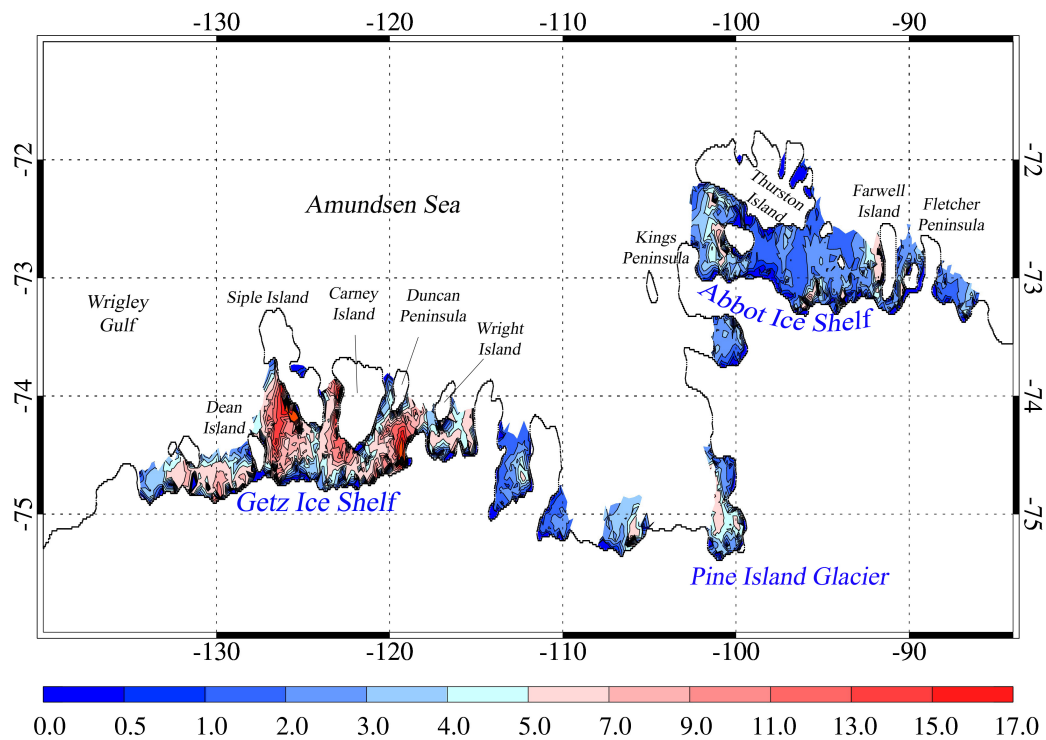 -130 -120 -110 -100 -90
-72
-72
Thurston
Island
Farwell
Island
Fletcher
Peninsula
Amundsen Sea
Kings
Peninsula
-73
-73
Abbot Ice Shelf
Wrigley
Gulf
Siple Island
Carney
Island
Duncan
Peninsula
Wright
Island
-74
-74
Dean
Island
Getz Ice Shelf
-75
-75
Pine Island Glacier
-130 -120 -110 -100 -90
0.0 0.5 1.0 2.0 3.0 4.0 5.0 7.0 9.0 11.0 13.0 15.0 17.0